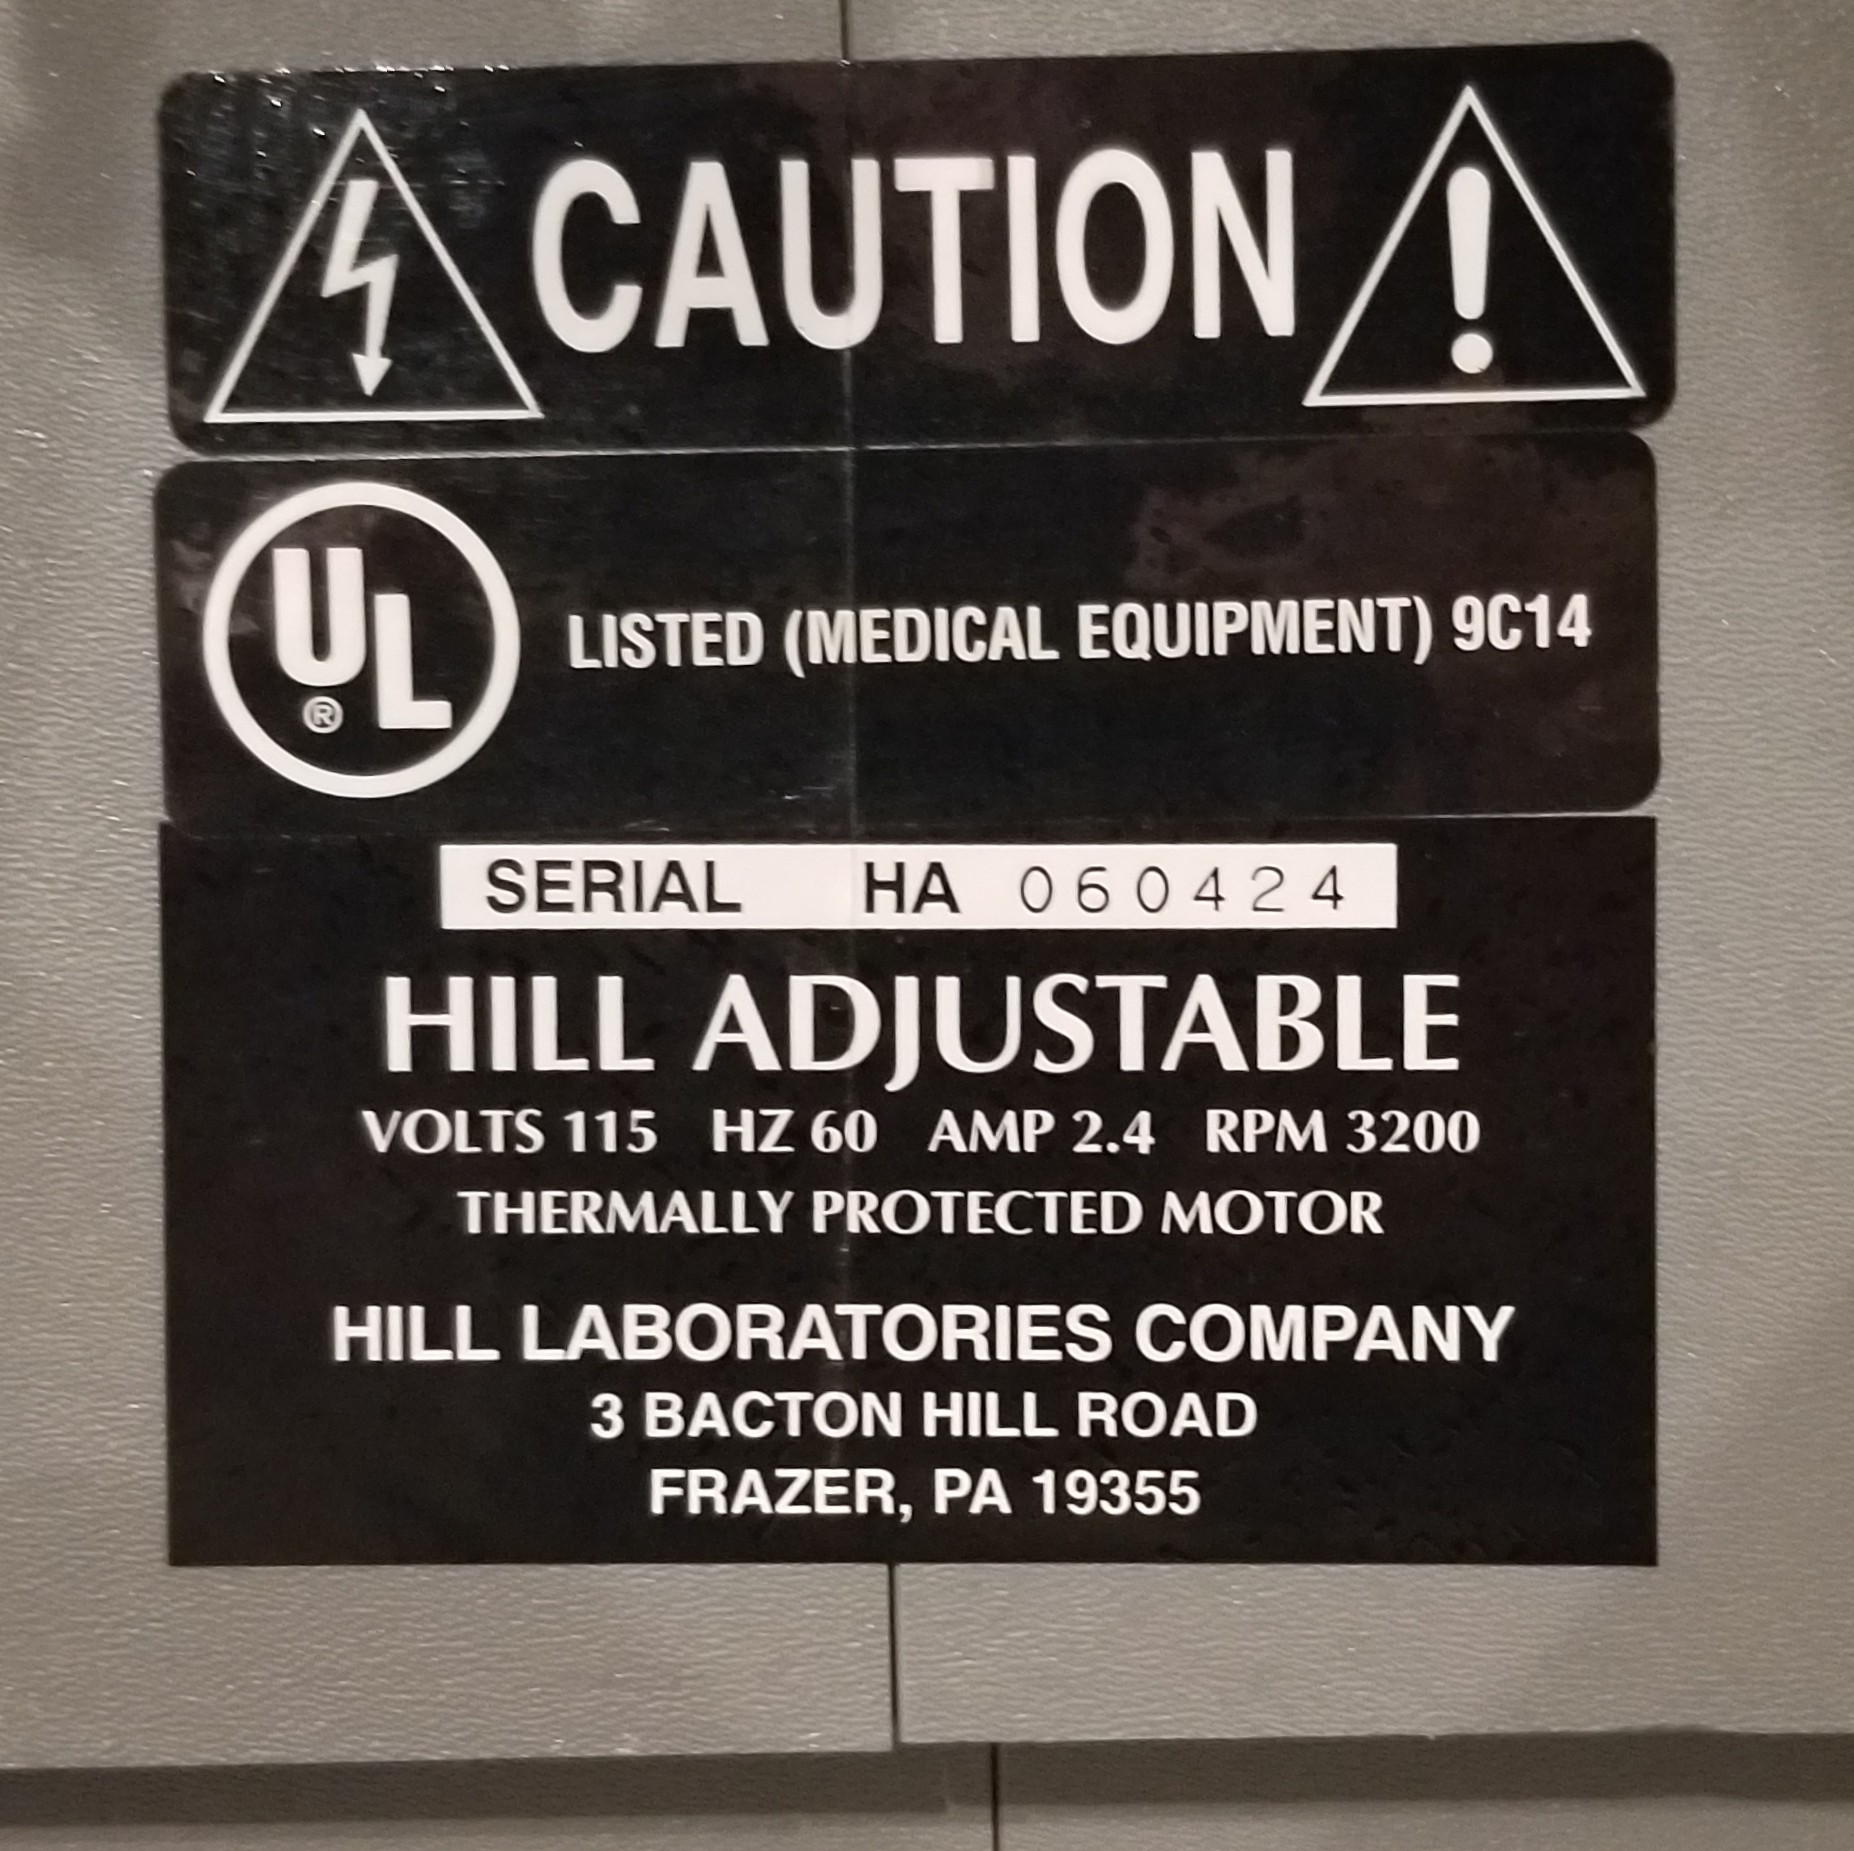 CAUTION
UL
®
LISTED (MEDICAL EQUIPMENT) 9C14
SERIAL HA 060424
HILL ADJUSTABLE
VOLTS 115 HZ 60 AMP 2.4 RPM 3200
THERMALLY PROTECTED MOTOR
HILL LABORATORIES COMPANY
3 BACTON HILL ROAD
FRAZER, PA 19355